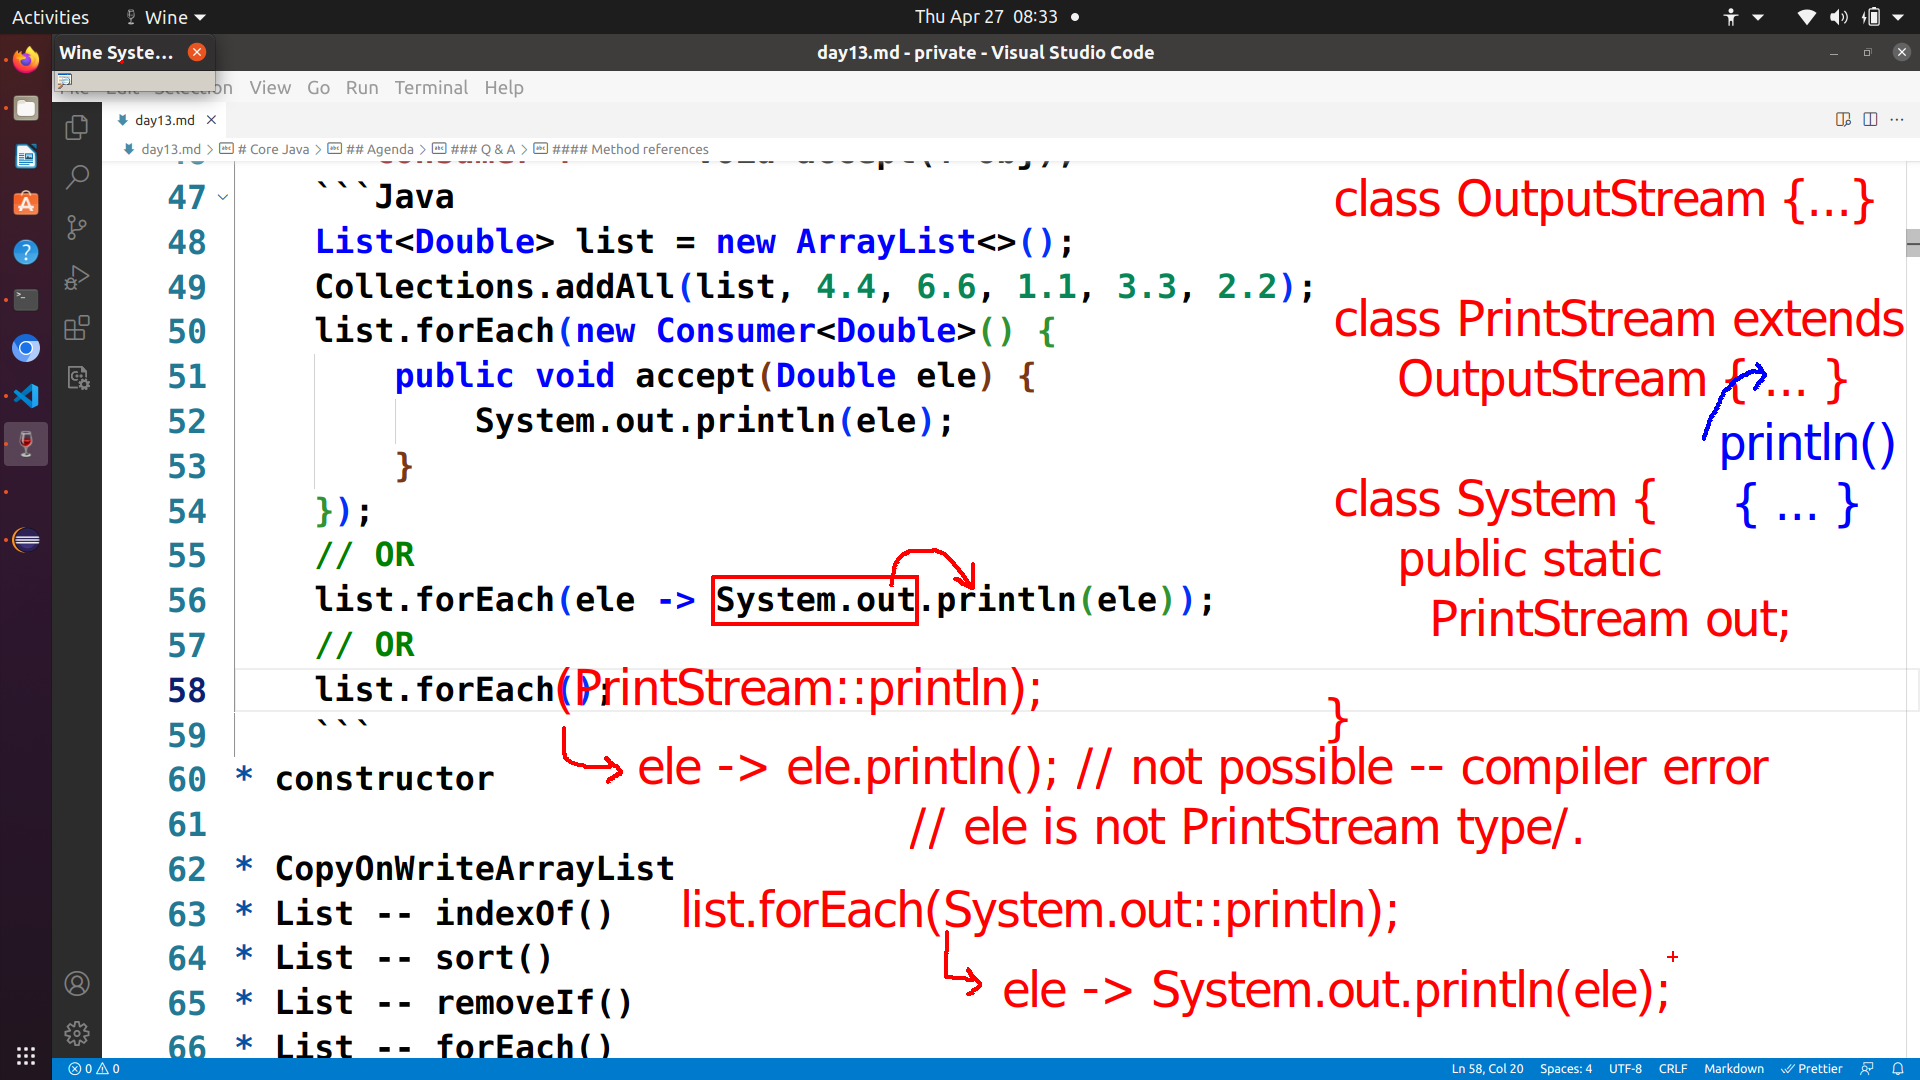 Activities
Wine
Thu Apr 27 08:33
Wine Syste...
day13.md - private - Visual Studio Code
Selection View Go Run Terminal Help
day13.md
day13.md > # Core Java > ## Agenda > ### Q & A > #### Method references
47 ```Java
48 List<Double> list = new ArrayList<>();
49 Collections.addAll(list, 4.4, 6.6, 1.1, 3.3, 2.2);
50 list.forEach(new Consumer<Double>() {
51 public void accept(Double ele) {
52 System.out.println(ele);
53 }
54 });
55 // OR
56 list.forEach(ele -> System.out.println(ele));
57 // OR
58 list.forEach();
59 ```
60 * constructor
61
62 * CopyOnWriteArrayList
63 * List -- indexOf()
64 * List -- sort()
65 * List -- removeIf()
66 * List -- forEach()
class OutputStream {...}
class PrintStream extends
OutputStream { ... }
println()
{ ... }
class System {
public static
PrintStream out;
}
(PrintStream::println);
ele -> ele.println(); // not possible -- compiler error
// ele is not PrintStream type/.
list.forEach(System.out::println);
ele -> System.out.println(ele);
0 0
Ln 58, Col 20 Spaces: 4 UTF-8 CRLF Markdown Prettier